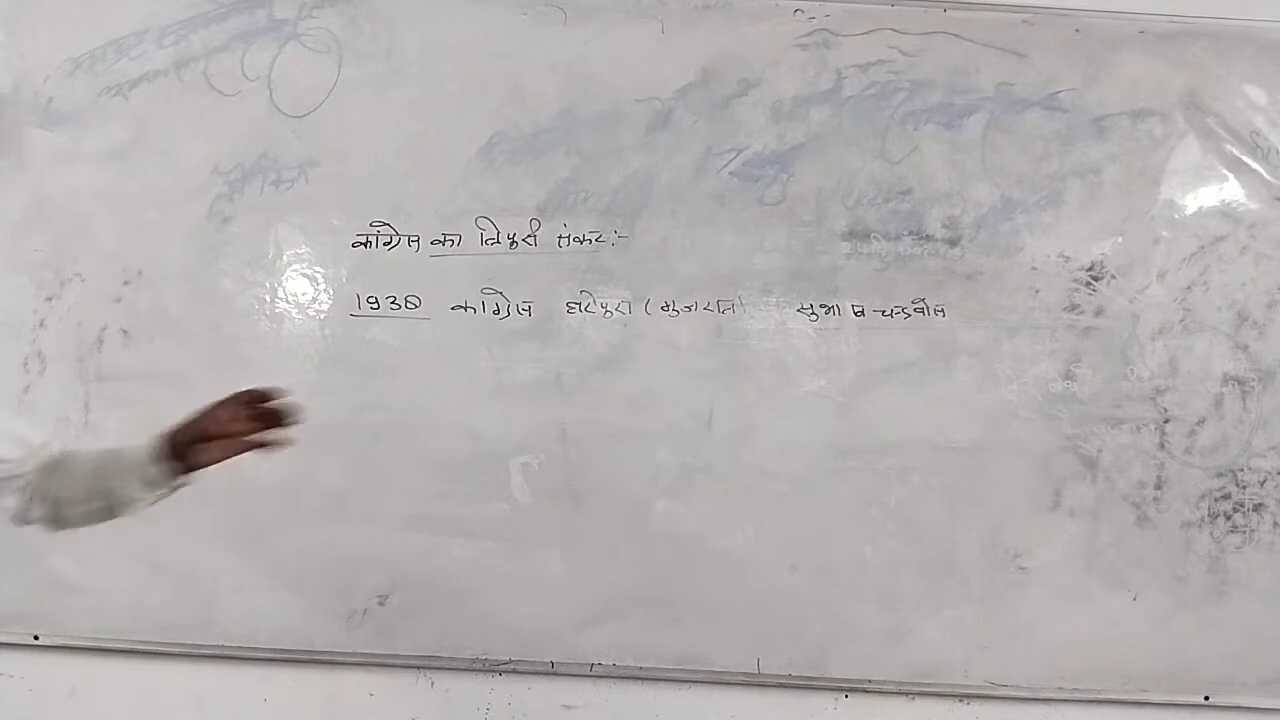 कांग्रेस का त्रिपुरी संकट:-
1938 कांग्रेस हरिपुरा (गुजरात) सुभाष चन्द्र बोस